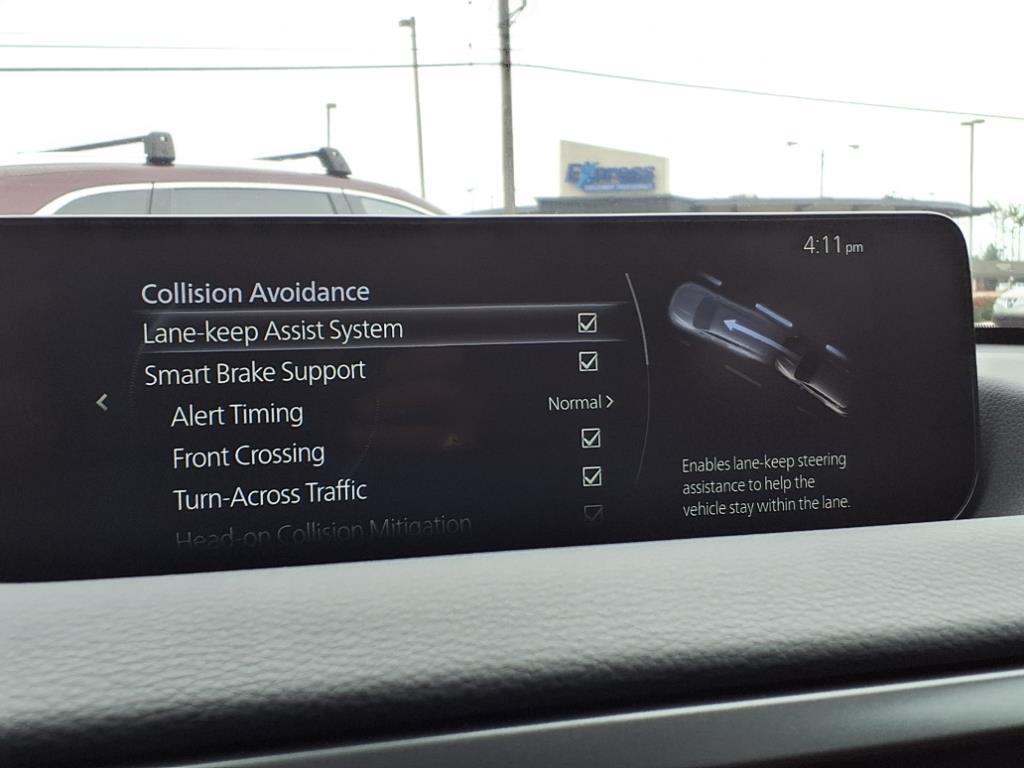 Express
4:11 pm
Collision Avoidance
Lane-keep Assist System
Smart Brake Support
Alert Timing
Normal
Front Crossing
Turn-Across Traffic
Head-on Collision Mitigation
Enables lane-keep steering
assistance to help the
vehicle stay within the lane.